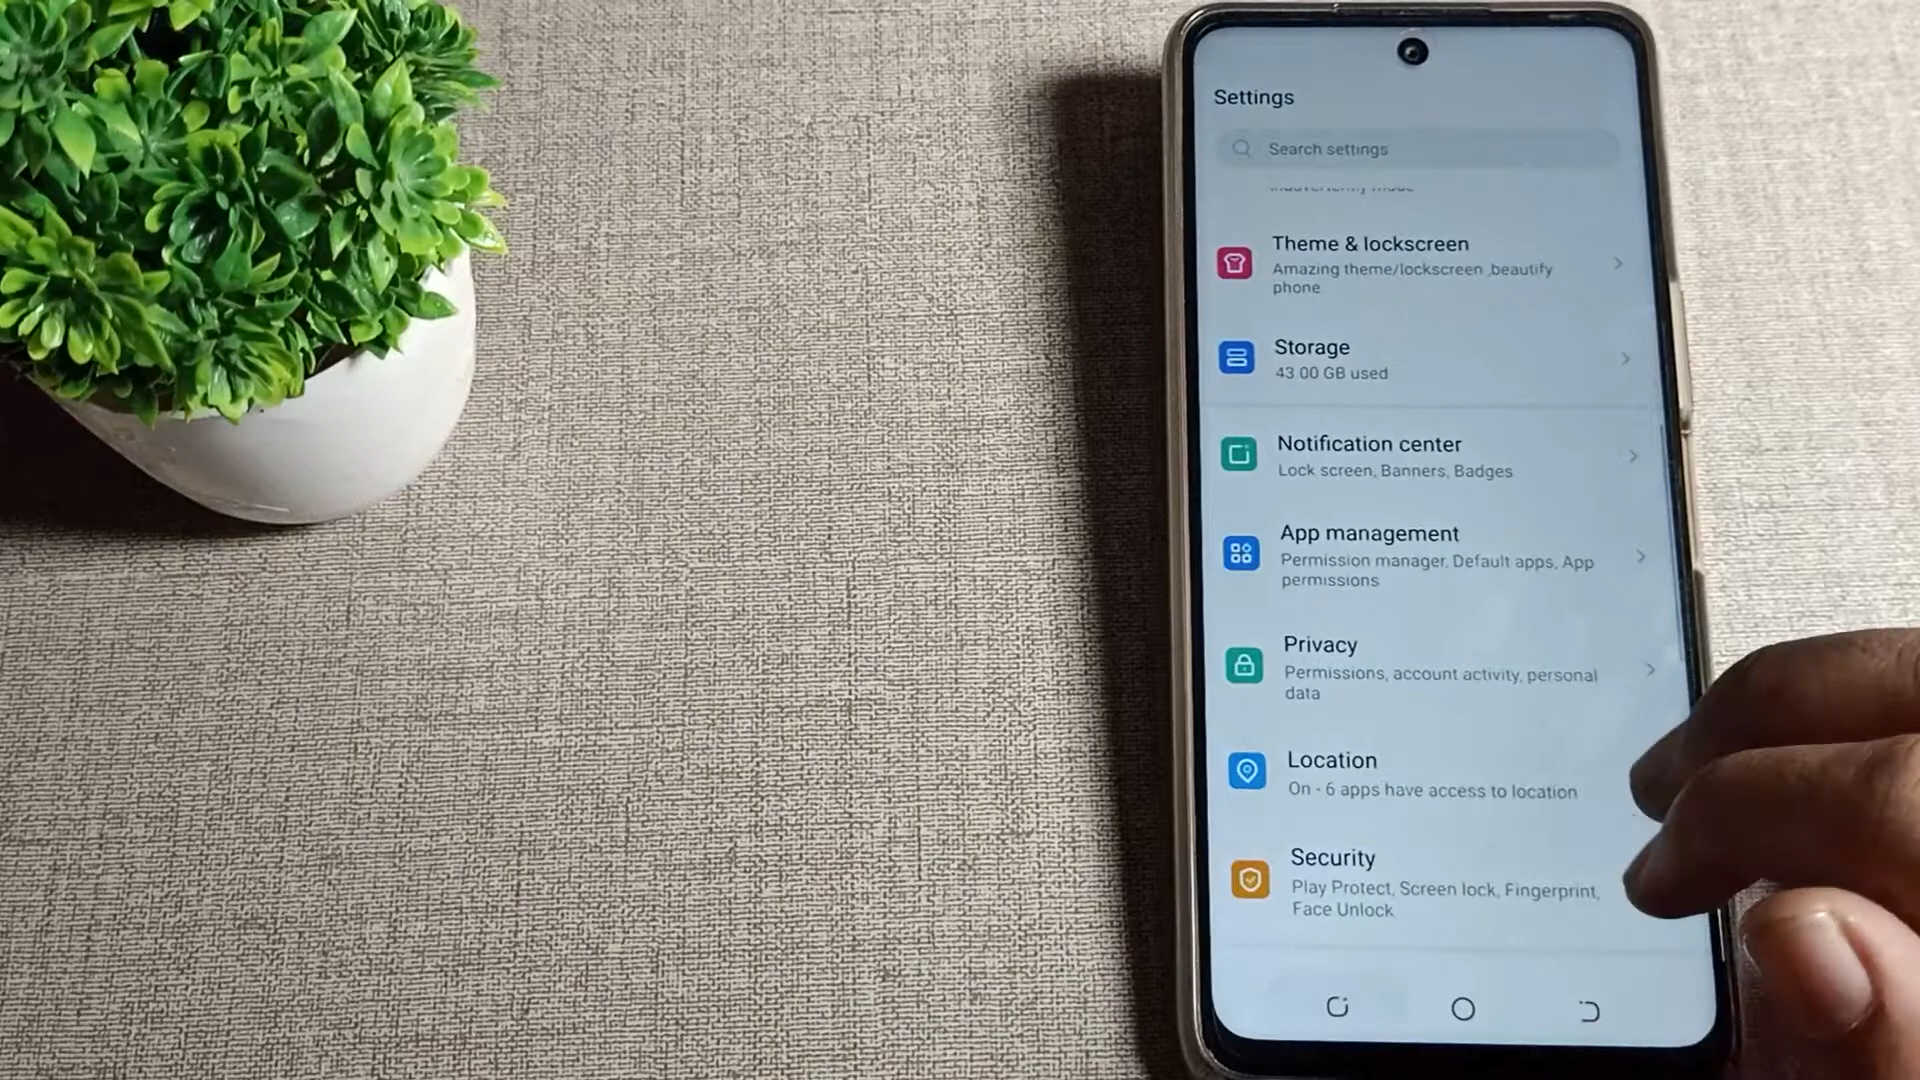 Settings
Search settings
Theme & lockscreen
Amazing theme/lockscreen ,beautify
phone
Storage
43.00 GB used
Notification center
Lock screen, Banners, Badges
App management
Permission manager, Default apps, App
permissions
Privacy
Permissions, account activity, personal
data
Location
On - 6 apps have access to location
Security
Play Protect, Screen lock, Fingerprint,
Face Unlock